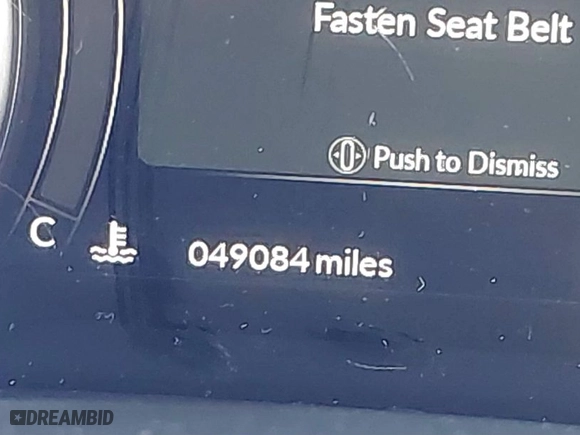 Fasten Seat Belt
Push to Dismiss
C
049084 miles
DREAMBID